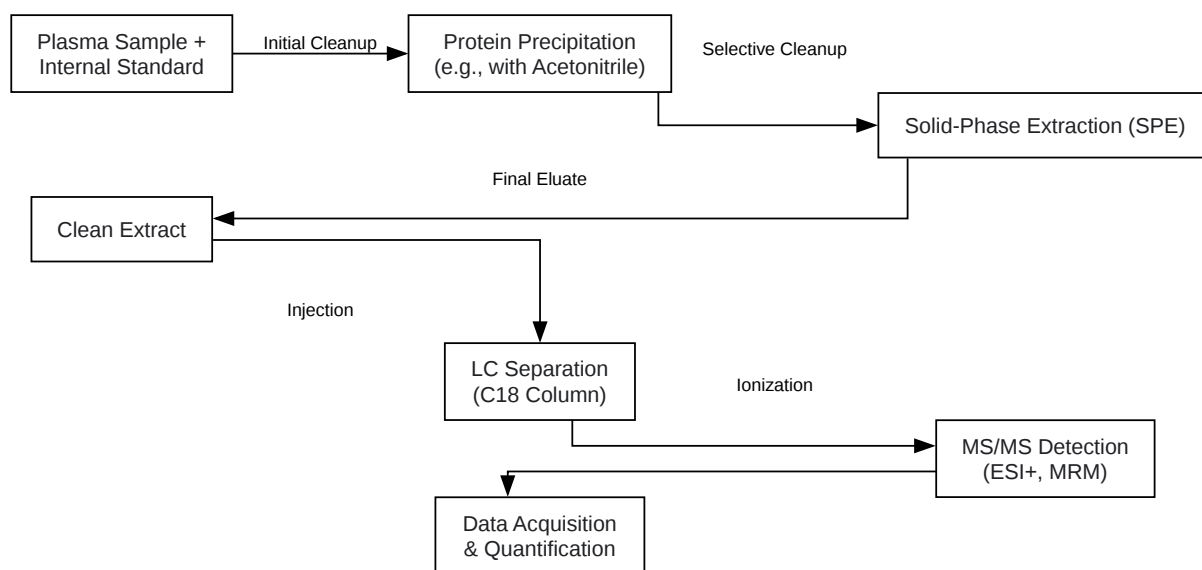 Plasma Sample +
Internal Standard
Initial Cleanup
Protein Precipitation
(e.g., with Acetonitrile)
Selective Cleanup
Solid-Phase Extraction (SPE)
Final Eluate
Clean Extract
Injection
LC Separation
(C18 Column)
Ionization
MS/MS Detection
(ESI+, MRM)
Data Acquisition
& Quantification